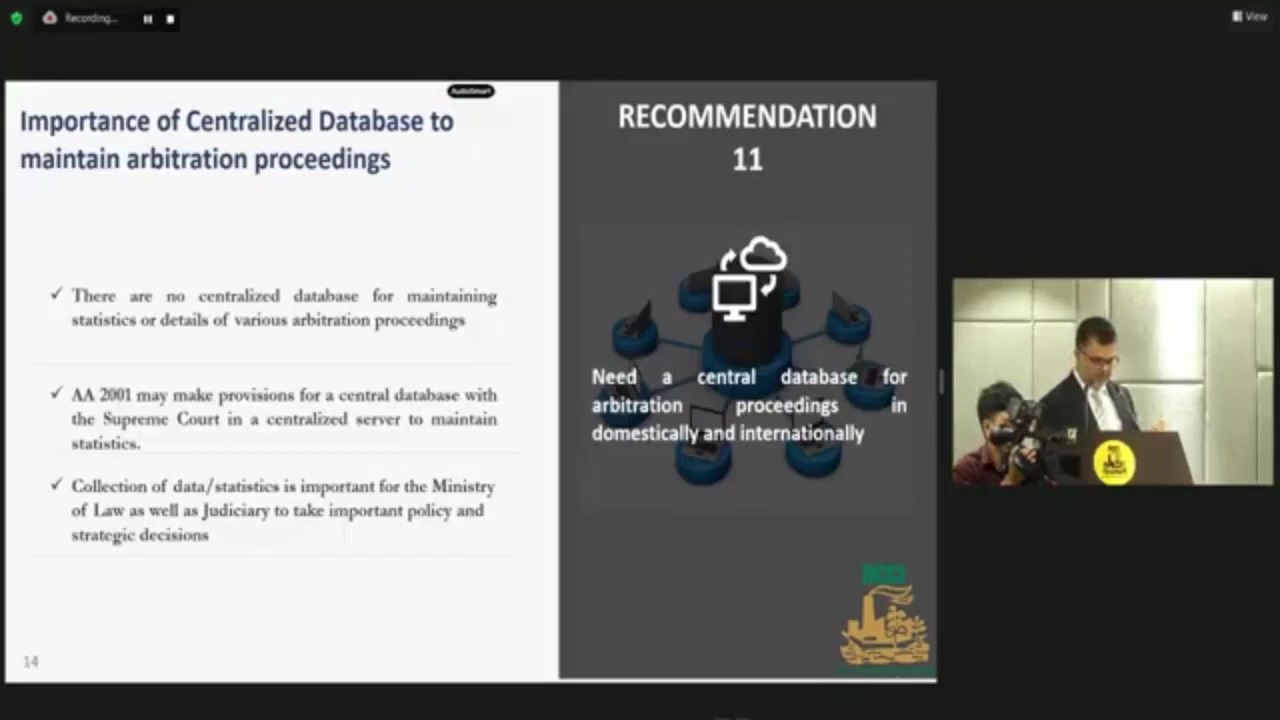 Recording...
View
AudioSmart
Importance of Centralized Database to
maintain arbitration proceedings
✓ There are no centralized database for maintaining
statistics or details of various arbitration proceedings
✓ AA 2001 may make provisions for a central database with
the Supreme Court in a centralized server to maintain
statistics.
✓ Collection of data/statistics is important for the Ministry
of Law as well as Judiciary to take important policy and
strategic decisions
14
RECOMMENDATION
11
Need a central database for
arbitration proceedings in
domestically and internationally